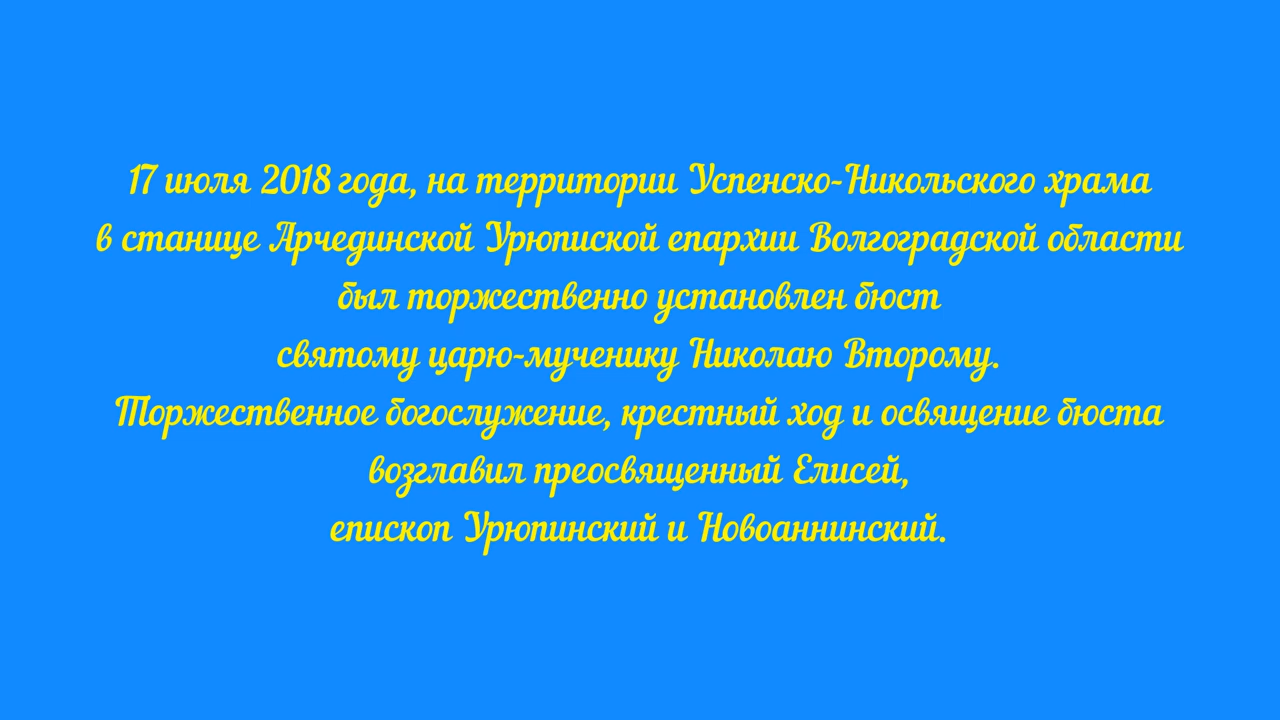 17 июля 2018 года, на территории Успенско-Никольского храма
в станице Арчединской Урюпиской епархии Волгоградской области
был торжественно установлен бюст
святому царю-мученику Николаю Второму.
Торжественное богослужение, крестный ход и освящение бюста
возглавил преосвященный Елисей,
епископ Урюпинский и Новоаннинский.